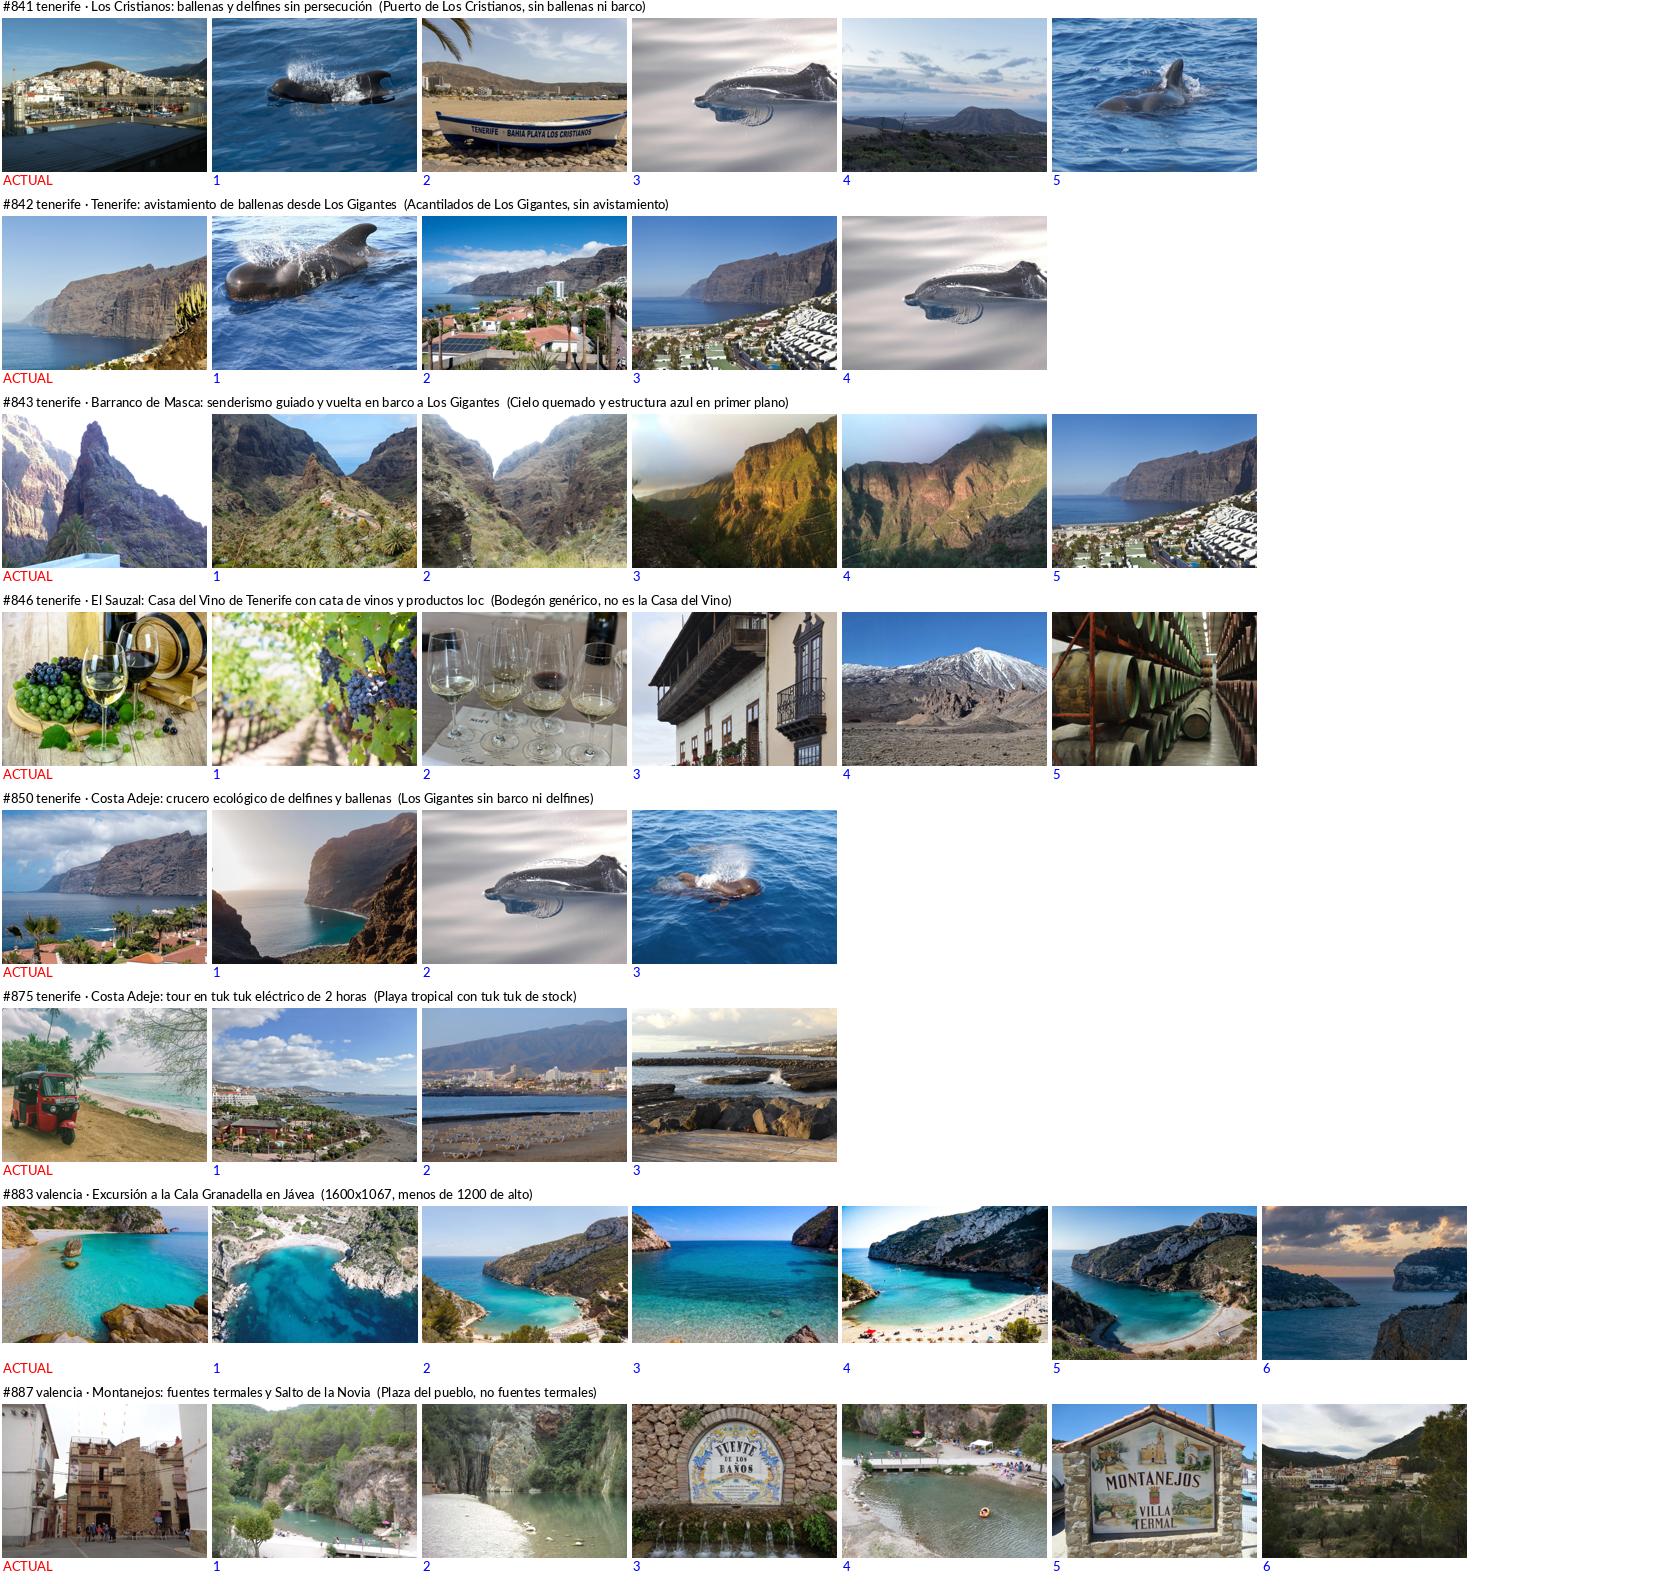 #841 tenerife · Los Cristianos: ballenas y delfines sin persecución (Puerto de Los Cristianos, sin ballenas ni barco)
TENERIFE BAHIA PLAYA LOS CRISTIANOS
ACTUAL 1 2 3 4 5
#842 tenerife · Tenerife: avistamiento de ballenas desde Los Gigantes (Acantilados de Los Gigantes, sin avistamiento)
ACTUAL 1 2 3 4
#843 tenerife · Barranco de Masca: senderismo guiado y vuelta en barco a Los Gigantes (Cielo quemado y estructura azul en primer plano)
ACTUAL 1 2 3 4 5
#846 tenerife · El Sauzal: Casa del Vino de Tenerife con cata de vinos y productos loc (Bodegón genérico, no es la Casa del Vino)
ACTUAL 1 2 3 4 5
#850 tenerife · Costa Adeje: crucero ecológico de delfines y ballenas (Los Gigantes sin barco ni delfines)
ACTUAL 1 2 3
#875 tenerife · Costa Adeje: tour en tuk tuk eléctrico de 2 horas (Playa tropical con tuk tuk de stock)
ACTUAL 1 2 3
#883 valencia · Excursión a la Cala Granadella en Jávea (1600x1067, menos de 1200 de alto)
ACTUAL 1 2 3 4 5 6
#887 valencia · Montanejos: fuentes termales y Salto de la Novia (Plaza del pueblo, no fuentes termales)
FUENTE
DE LOS
BAÑOS
MONTANEJOS
VILLA
TERMAL
ACTUAL 1 2 3 4 5 6